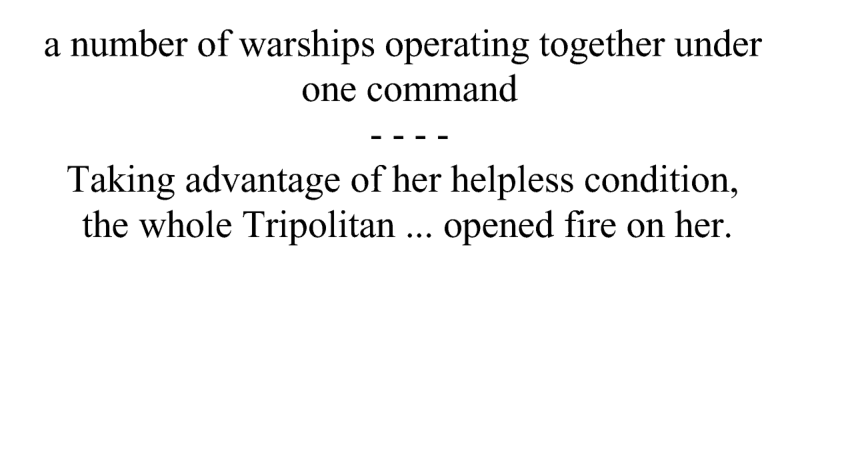 a number of warships operating together under
one command
- - - -
Taking advantage of her helpless condition,
the whole Tripolitan ... opened fire on her.